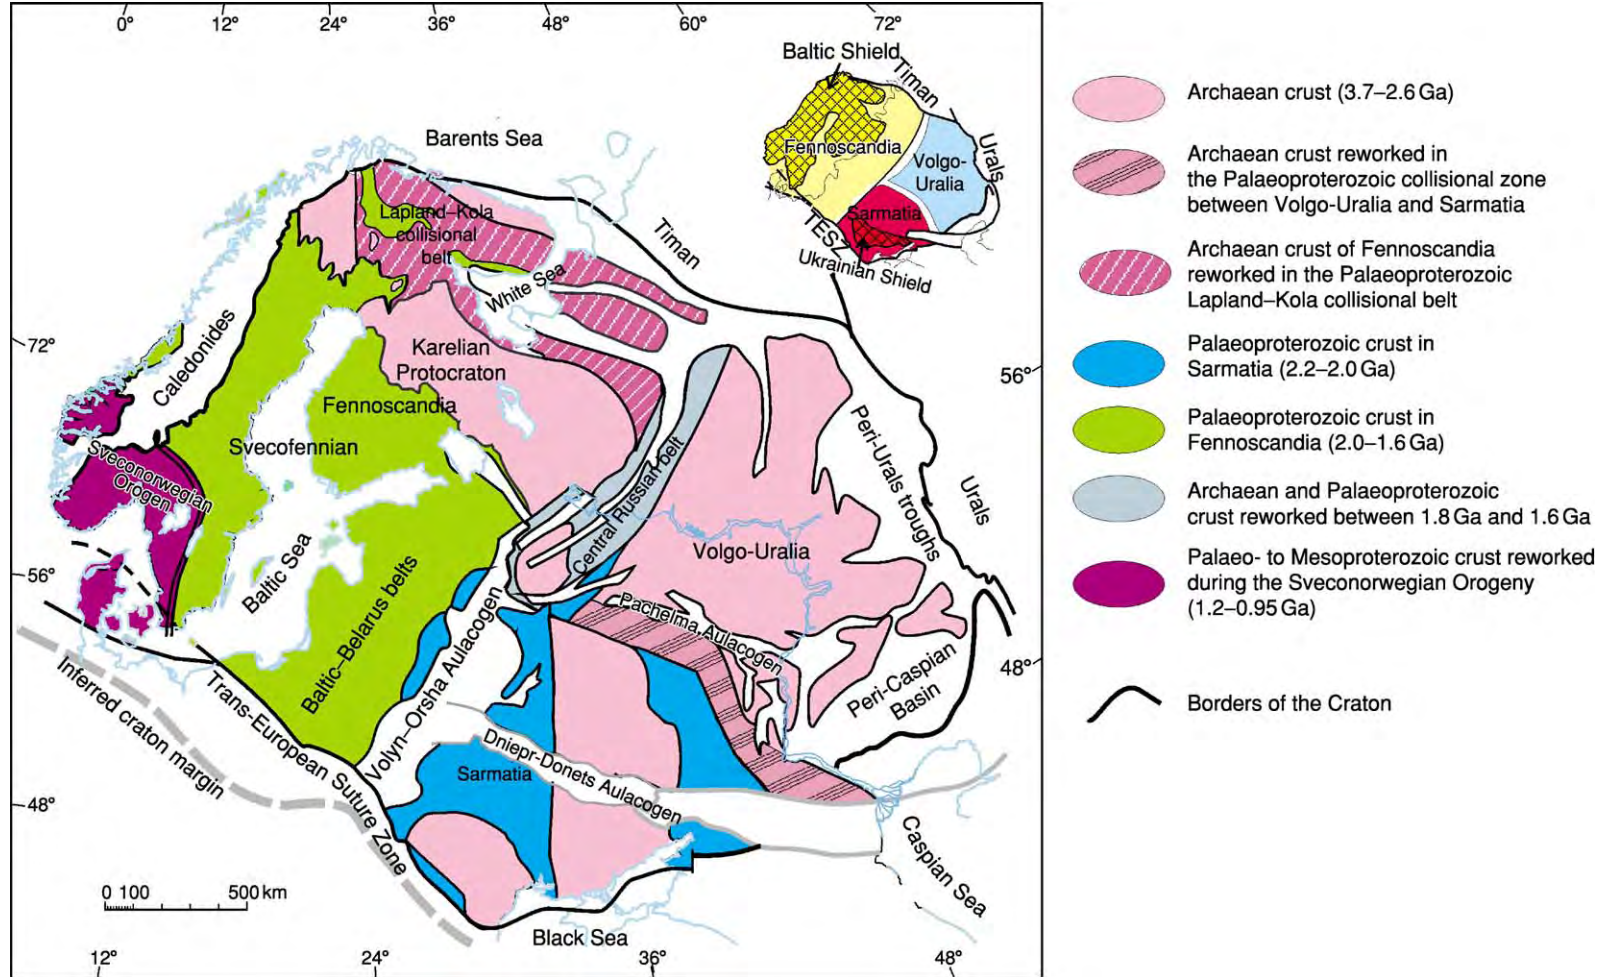 0°
12°
24°
36°
48°
60°
72°
Baltic Shield
Timan
Urals
Fennoscandia
Volgo-
Uralia
Sarmatia
TESZ
Ukrainian Shield
Barents Sea
Timan
Lapland–Kola
collisional
belt
White Sea
72°
56°
Caledonides
Karelian
Protocraton
Fennoscandia
Svecofennian
Sveconorwegian
Orogen
Central Russian belt
Peri-Urals troughs
Urals
Volgo-Uralia
56°
Baltic Sea
Baltic–Belarus belts
Volyn–Orsha Aulacogen
Pachelma Aulacogen
48°
Peri-Caspian
Basin
Inferred craton margin
Trans-European Suture Zone
Dniepr-Donets Aulacogen
Sarmatia
48°
Caspian Sea
0 100 500 km
Black Sea
12°
24°
36°
48°
Archaean crust (3.7–2.6 Ga)
Archaean crust reworked in
the Palaeoproterozoic collisional zone
between Volgo-Uralia and Sarmatia
Archaean crust of Fennoscandia
reworked in the Palaeoproterozoic
Lapland–Kola collisional belt
Palaeoproterozoic crust in
Sarmatia (2.2–2.0 Ga)
Palaeoproterozoic crust in
Fennoscandia (2.0–1.6 Ga)
Archaean and Palaeoproterozoic
crust reworked between 1.8 Ga and 1.6 Ga
Palaeo- to Mesoproterozoic crust reworked
during the Sveconorwegian Orogeny
(1.2–0.95 Ga)
Borders of the Craton